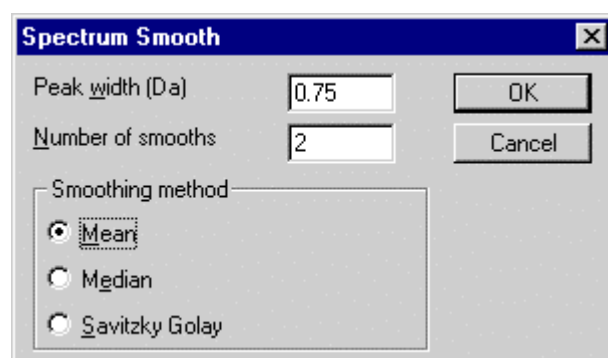 Spectrum Smooth
Peak width (Da) 0.75 OK
Number of smooths 2 Cancel
Smoothing method
Mean
Median
Savitzky Golay